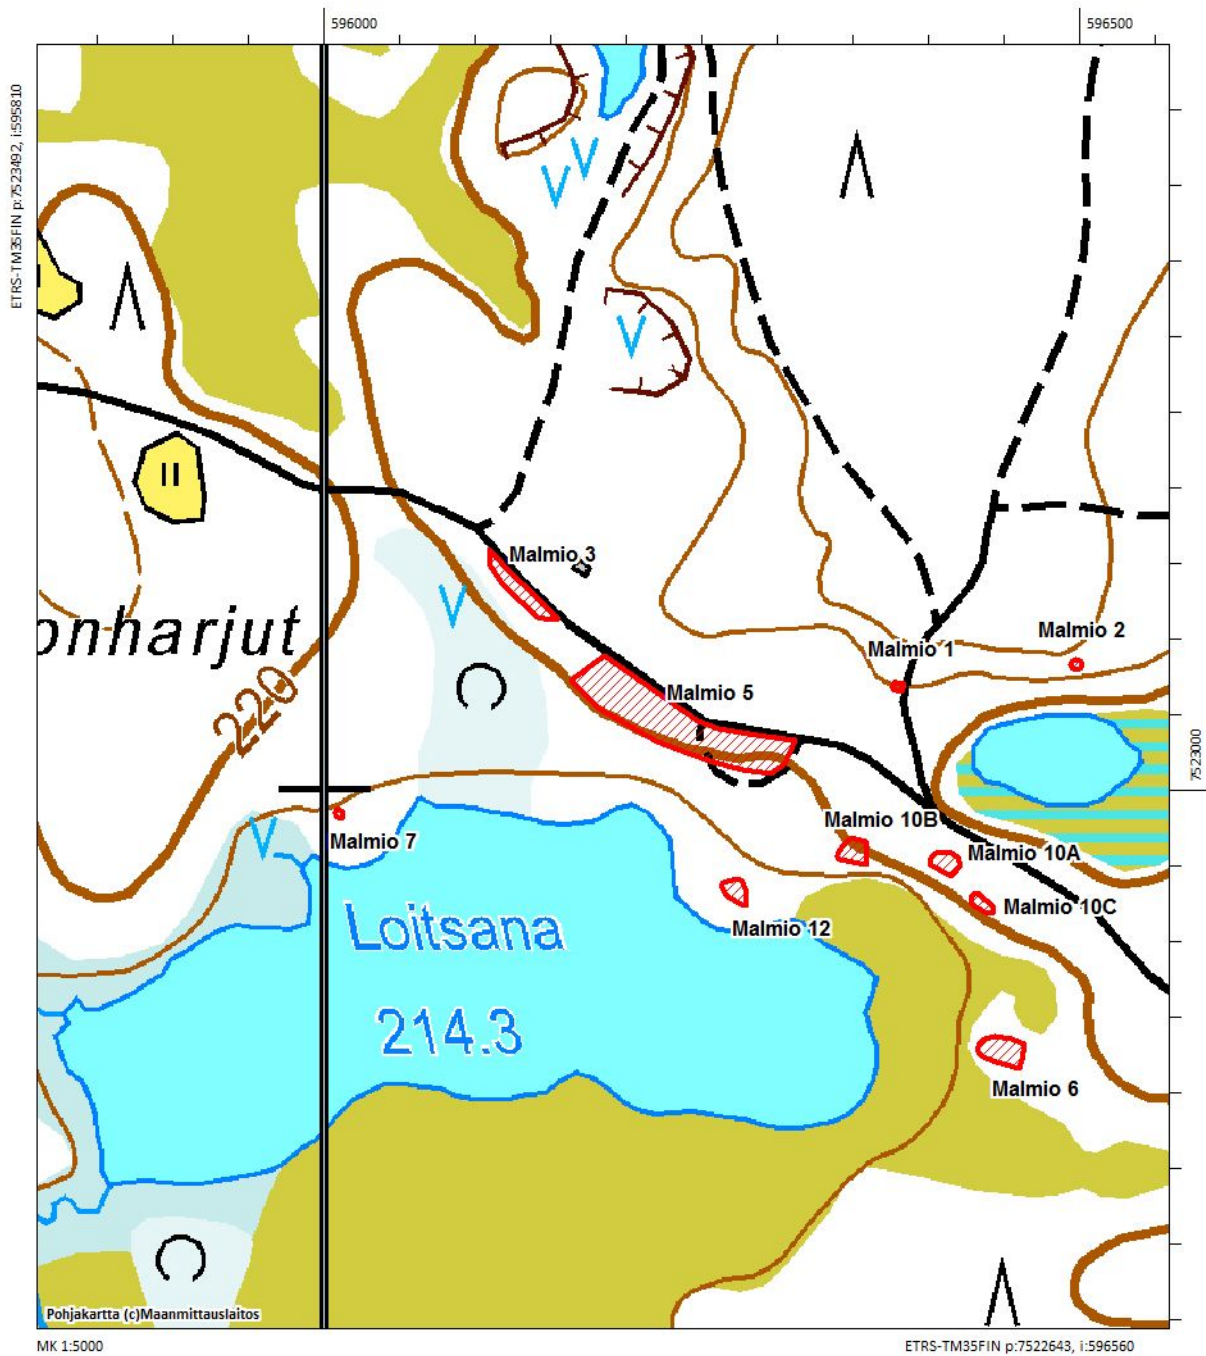 596000
596500
ETRS-TM35FIN p:7523492, i:595810
II
Malmio 3
onharjut
220
Malmio 2
Malmio 1
Malmio 5
7523000
Malmio 7
Malmio 10B
Malmio 10A
Malmio 10C
Malmio 12
Loitsana
214.3
Malmio 6
Pohjakartta (c)Maanmittauslaitos
MK 1:5000
ETRS-TM35FIN p:7522643, i:596560